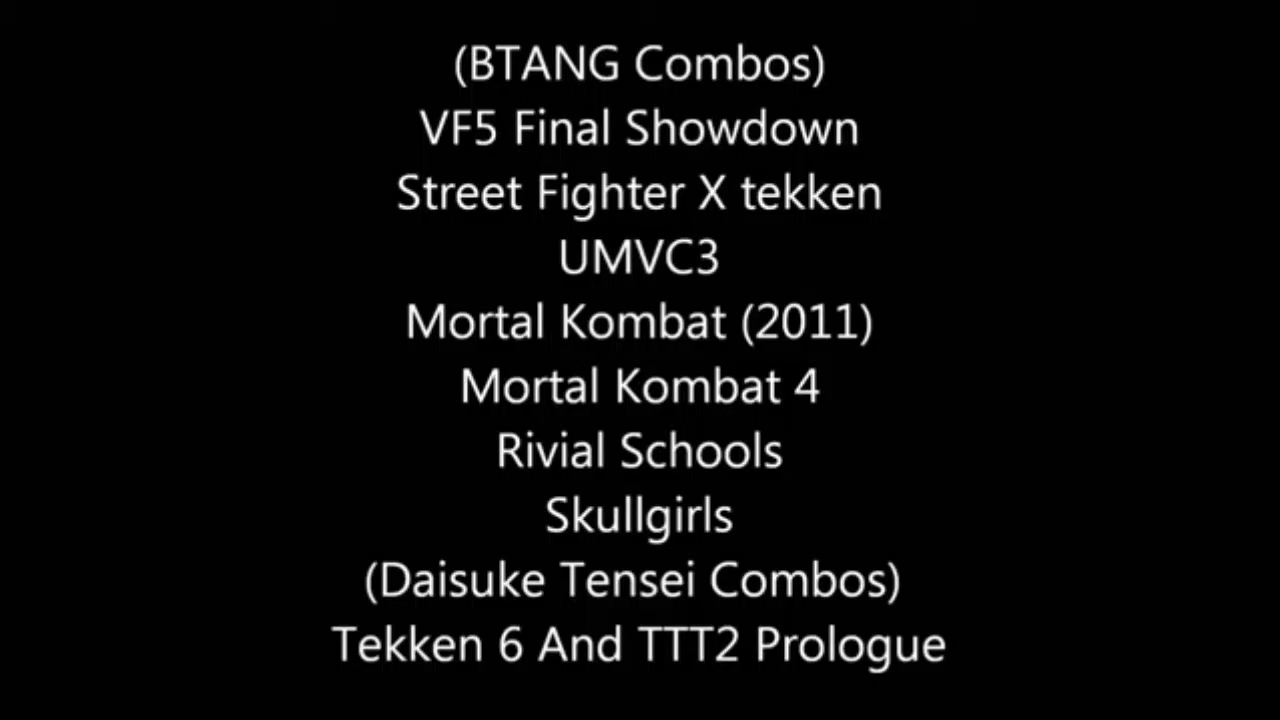 (BTANG Combos)
VF5 Final Showdown
Street Fighter X tekken
UMVC3
Mortal Kombat (2011)
Mortal Kombat 4
Rivial Schools
Skullgirls
(Daisuke Tensei Combos)
Tekken 6 And TTT2 Prologue